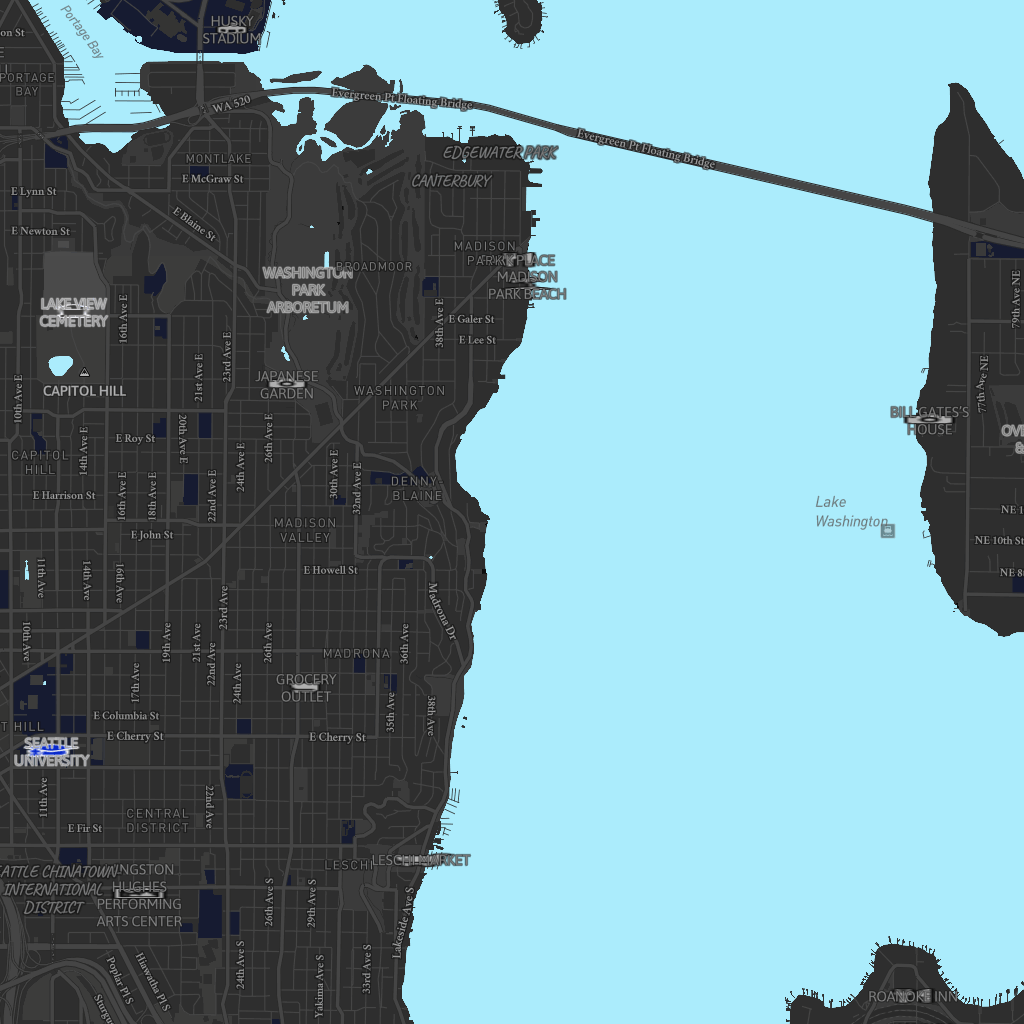 Portage Bay
HUSKY
STADIUM
PORTAGE
BAY
WA 520
Evergreen Pt Floating Bridge
Evergreen Pt Floating Bridge
MONTLAKE
EDGEWATER PARK
E McGraw St
CANTERBURY
E Lynn St
E Blaine St
E Newton St
MADISON
PARK
BROADMOOR
WASHINGTON
PARK
ARBORETUM
PLACE
MADISON
PARK BEACH
LAKE VIEW
CEMETERY
16th Ave E
38th Ave E
E Galer St
E Lee St
79th Ave NE
23rd Ave E
21st Ave E
77th Ave NE
10th Ave E
CAPITOL HILL
JAPANESE
GARDEN
WASHINGTON
PARK
BILL GATES'S
HOUSE
20th Ave E
26th Ave E
14th Ave E
E Roy St
CAPITOL
HILL
24th Ave E
30th Ave E
32nd Ave E
DENNY-
BLAINE
E Harrison St
16th Ave E
18th Ave E
22nd Ave E
Lake
Washington
MADISON
VALLEY
E John St
NE 10th St
E Howell St
11th Ave
14th Ave
16th Ave
23rd Ave
Madrona Dr
10th Ave
19th Ave
21st Ave
22nd Ave
26th Ave
36th Ave
MADRONA
17th Ave
24th Ave
GROCERY
OUTLET
35th Ave
38th Ave
E Columbia St
T HILL
E Cherry St
E Cherry St
SEATTLE
UNIVERSITY
11th Ave
22nd Ave
CENTRAL
DISTRICT
E Fir St
LESCHI
LESCHI MARKET
EATTLE CHINATOWN
INTERNATIONAL
DISTRICT
NGSTON
HUGHES
PERFORMING
ARTS CENTER
26th Ave S
29th Ave S
Lakeside Ave S
24th Ave S
33rd Ave S
Yakima Ave S
Poplar Pl S
Hiawatha Pl S
Sturgu
ROANOKE INN